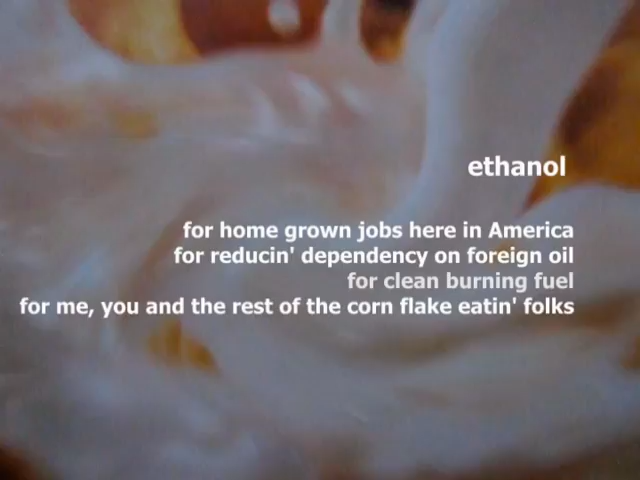 ethanol
for home grown jobs here in America
for reducin' dependency on foreign oil
for clean burning fuel
for me, you and the rest of the corn flake eatin' folks